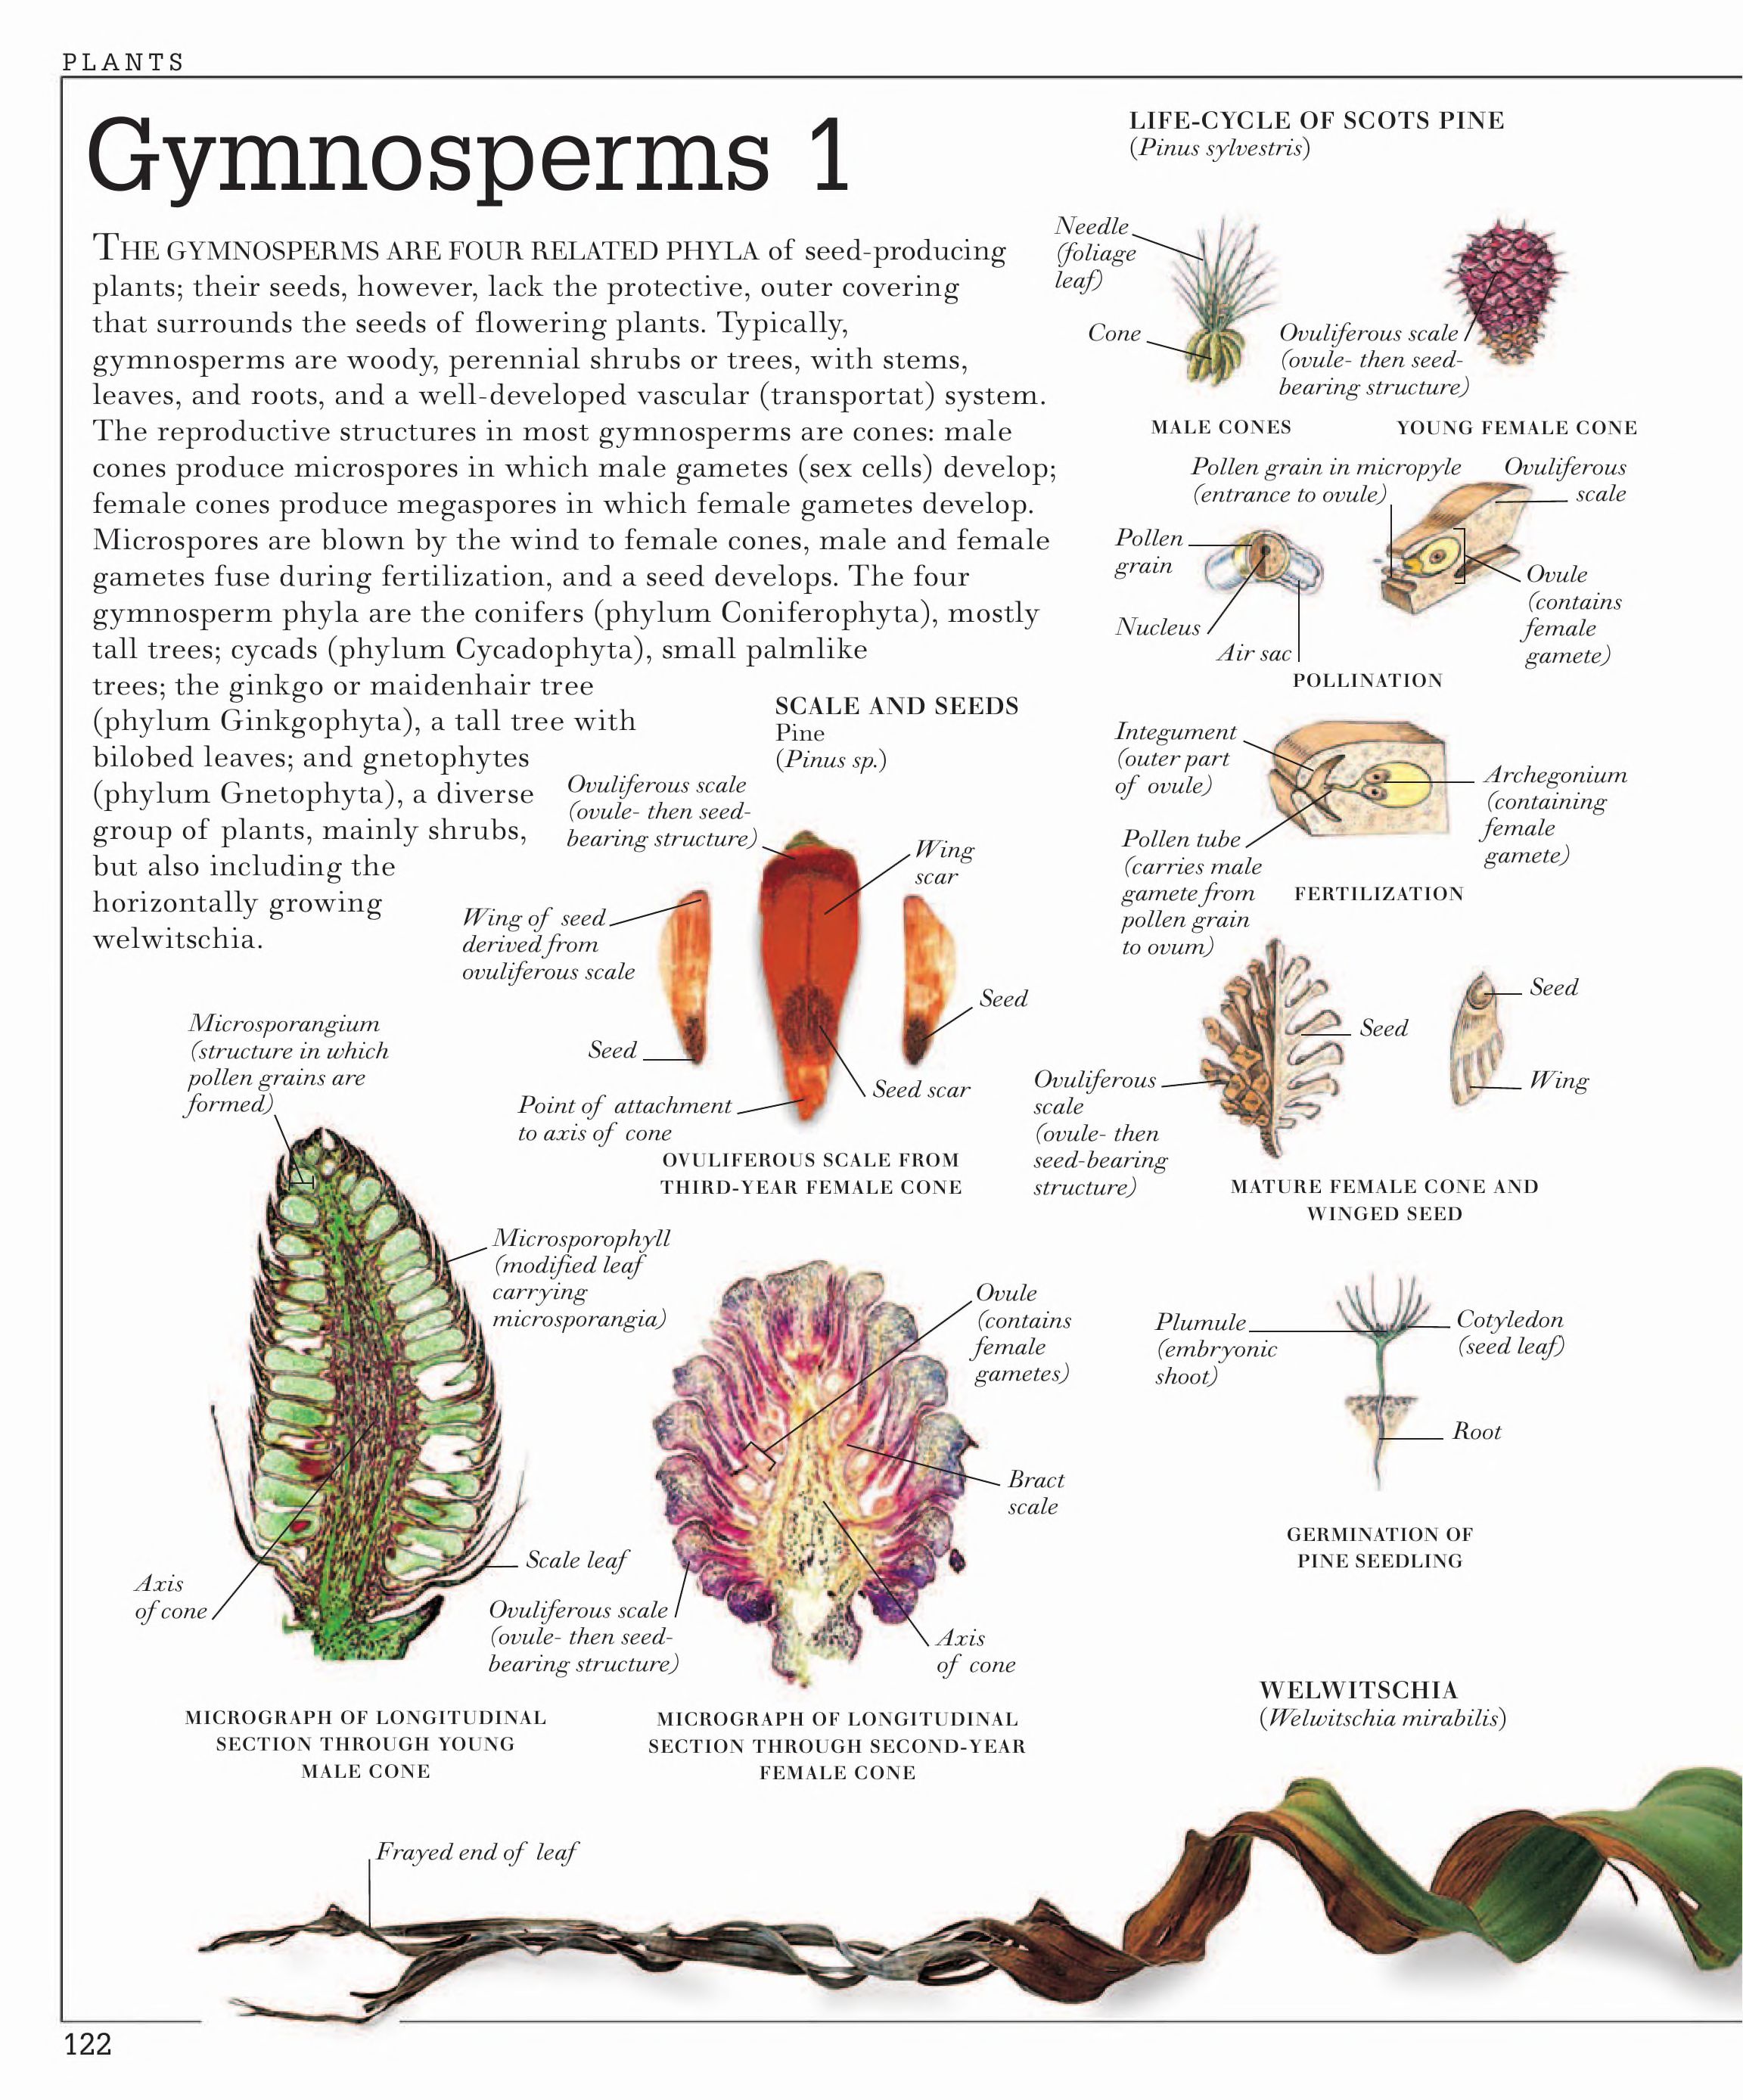 PLANTS
Gymnosperms 1
THE GYMNOSPERMS ARE FOUR RELATED PHYLA of seed-producing
plants; their seeds, however, lack the protective, outer covering
that surrounds the seeds of flowering plants. Typically,
gymnosperms are woody, perennial shrubs or trees, with stems,
leaves, and roots, and a well-developed vascular (transportat) system.
The reproductive structures in most gymnosperms are cones: male
cones produce microspores in which male gametes (sex cells) develop;
female cones produce megaspores in which female gametes develop.
Microspores are blown by the wind to female cones, male and female
gametes fuse during fertilization, and a seed develops. The four
gymnosperm phyla are the conifers (phylum Coniferophyta), mostly
tall trees; cycads (phylum Cycadophyta), small palmlike
trees; the ginkgo or maidenhair tree
(phylum Ginkgophyta), a tall tree with
bilobed leaves; and gnetophytes
(phylum Gnetophyta), a diverse
group of plants, mainly shrubs,
but also including the
horizontally growing
welwitschia.
LIFE-CYCLE OF SCOTS PINE
(Pinus sylvestris)
Needle
(foliage
leaf)
Cone
MALE CONES
Ovuliferous scale
(ovule- then seed-
bearing structure)
YOUNG FEMALE CONE
Pollen grain in micropyle
(entrance to ovule)
Ovuliferous
scale
Pollen
grain
Nucleus
Air sac
Ovule
(contains
female
gamete)
POLLINATION
Integument
(outer part
of ovule)
Pollen tube
(carries male
gamete from
pollen grain
to ovum)
Archegonium
(containing
female
gamete)
FERTILIZATION
Seed
Ovuliferous
scale
(ovule- then
seed-bearing
structure)
Seed
Wing
MATURE FEMALE CONE AND
WINGED SEED
Plumule
(embryonic
shoot)
Cotyledon
(seed leaf)
Root
GERMINATION OF
PINE SEEDLING
SCALE AND SEEDS
Pine
(Pinus sp.)
Ovuliferous scale
(ovule- then seed-
bearing structure)
Wing
scar
Wing of seed
derived from
ovuliferous scale
Seed
Seed
Seed scar
Point of attachment
to axis of cone
OVULIFEROUS SCALE FROM
THIRD-YEAR FEMALE CONE
Microsporangium
(structure in which
pollen grains are
formed)
Microsporophyll
(modified leaf
carrying
microsporangia)
Scale leaf
Axis
of cone
MICROGRAPH OF LONGITUDINAL
SECTION THROUGH YOUNG
MALE CONE
Ovule
(contains
female
gametes)
Bract
scale
Ovuliferous scale
(ovule- then seed-
bearing structure)
Axis
of cone
MICROGRAPH OF LONGITUDINAL
SECTION THROUGH SECOND-YEAR
FEMALE CONE
WELWITSCHIA
(Welwitschia mirabilis)
Frayed end of leaf
122